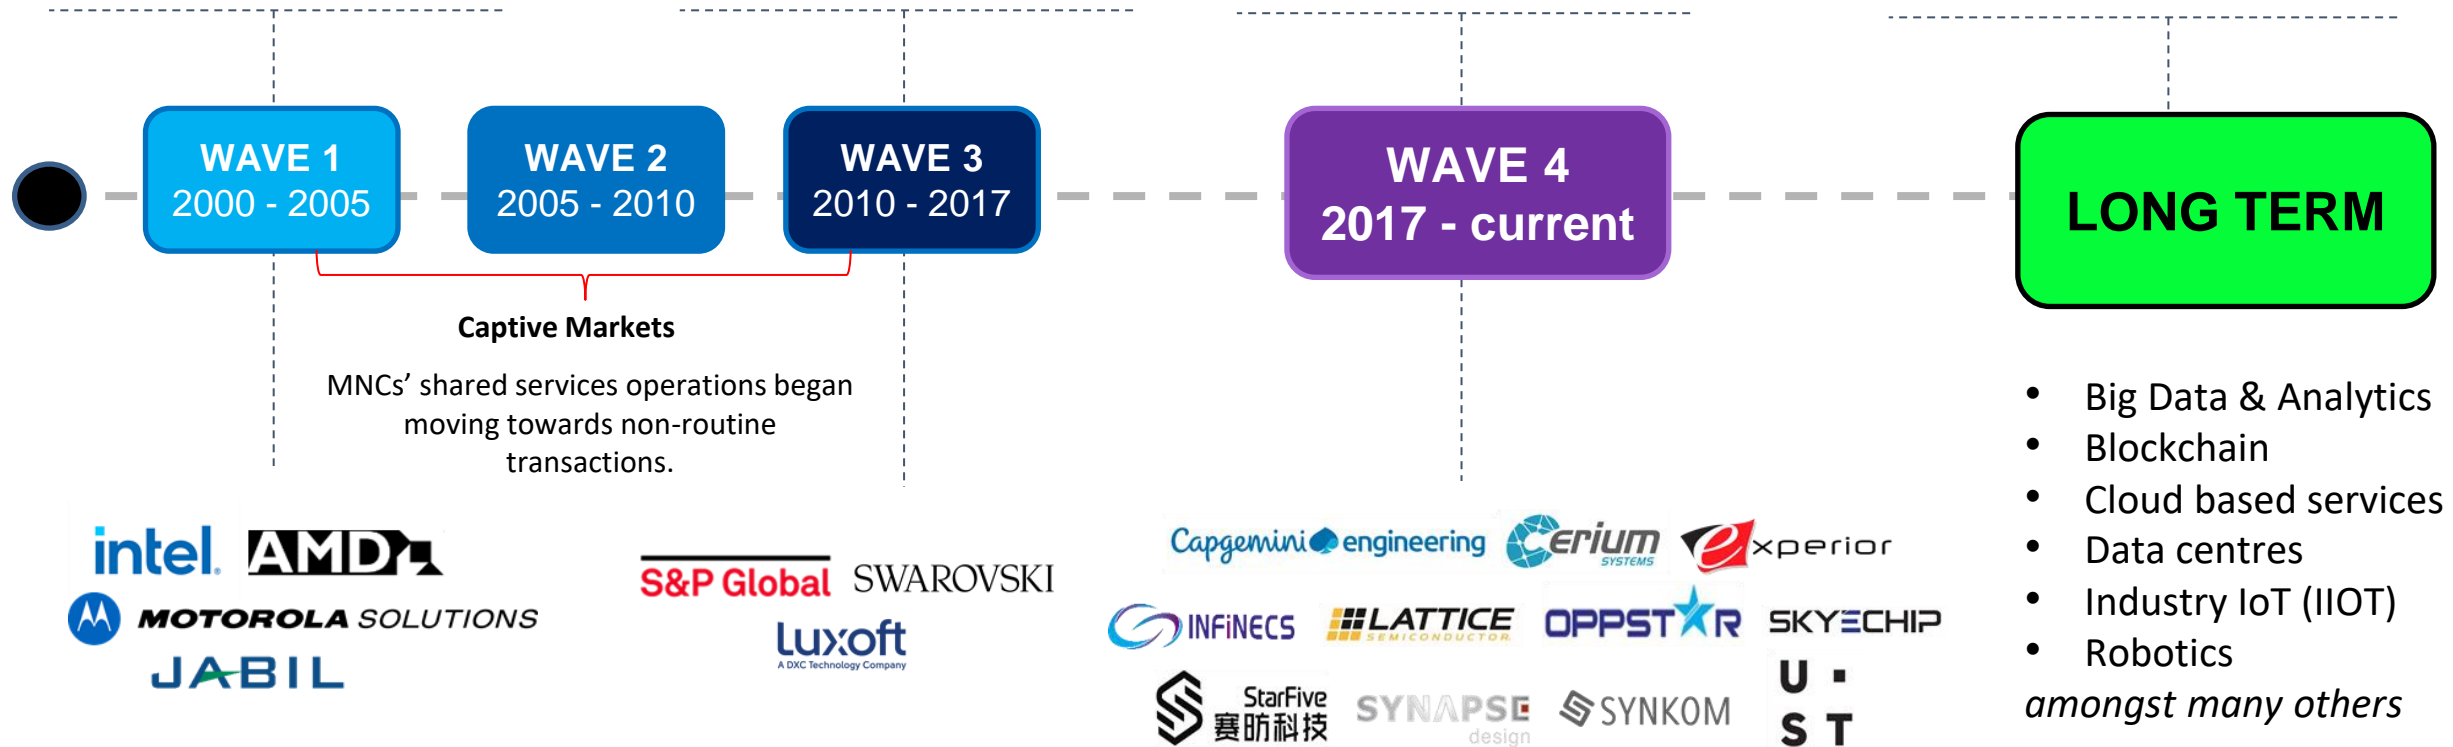 WAVE 1
2000 - 2005
WAVE 2
2005 - 2010
WAVE 3
2010 - 2017
WAVE 4
2017 - current
LONG TERM
Captive Markets
MNCs’ shared services operations began
moving towards non-routine
transactions.
intel.
AMD
MOTOROLA SOLUTIONS
JABIL
S&P Global
SWAROVSKI
Luxoft
A DXC Technology Company
Capgemini engineering
Cerium
SYSTEMS
experior
INFiNECS
LATTICE
SEMICONDUCTOR
OPPSTAR
SKYECHIP
StarFive
赛昉科技
SYNAPSE
design
SYNKOM
U ·
S T
• Big Data & Analytics
• Blockchain
• Cloud based services
• Data centres
• Industry IoT (IIOT)
• Robotics
amongst many others